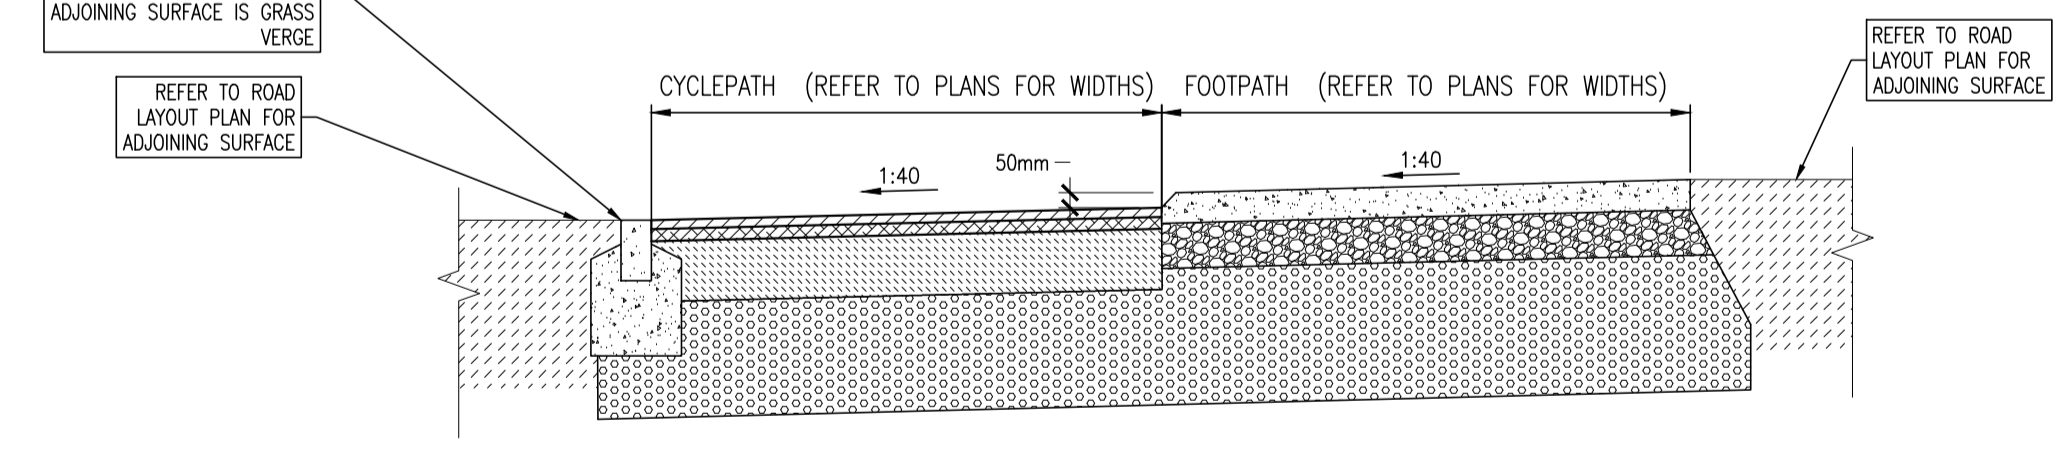 ADJOINING SURFACE IS GRASS
VERGE
REFER TO ROAD
LAYOUT PLAN FOR
ADJOINING SURFACE
CYCLEPATH (REFER TO PLANS FOR WIDTHS)
FOOTPATH (REFER TO PLANS FOR WIDTHS)
REFER TO ROAD
LAYOUT PLAN FOR
ADJOINING SURFACE
1:40
50mm
1:40